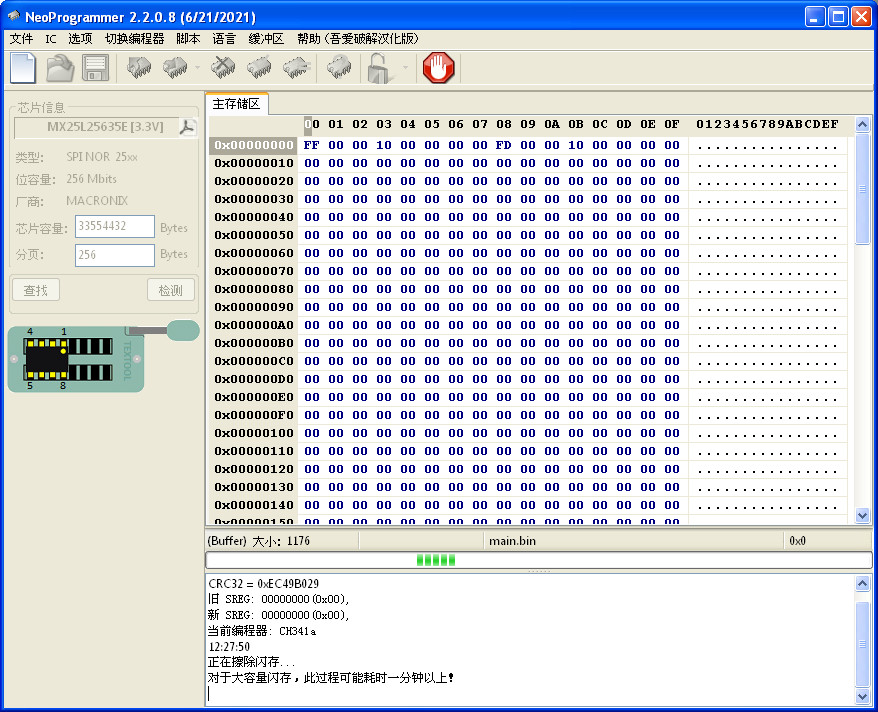 NeoProgrammer 2.2.0.8 (6/21/2021)
文件 IC 选项 切换编程器 脚本 语言 缓冲区 帮助(吾爱破解汉化版)
芯片信息
MX25L25635E [3.3V]
类型: SPI NOR 25xx
位容量: 256 Mbits
厂商: MACRONIX
芯片容量: 33554432 Bytes
分页: 256 Bytes
查找 检测
4 1
TEXTOOL
5 8
主存储区
00 01 02 03 04 05 06 07 08 09 0A 0B 0C 0D 0E 0F 0123456789ABCDEF
0x00000000 FF 00 00 10 00 00 00 00 FD 00 00 10 00 00 00 00 ................
0x00000010 00 00 00 00 00 00 00 00 00 00 00 00 00 00 00 00 ................
0x00000020 00 00 00 00 00 00 00 00 00 00 00 00 00 00 00 00 ................
0x00000030 00 00 00 00 00 00 00 00 00 00 00 00 00 00 00 00 ................
0x00000040 00 00 00 00 00 00 00 00 00 00 00 00 00 00 00 00 ................
0x00000050 00 00 00 00 00 00 00 00 00 00 00 00 00 00 00 00 ................
0x00000060 00 00 00 00 00 00 00 00 00 00 00 00 00 00 00 00 ................
0x00000070 00 00 00 00 00 00 00 00 00 00 00 00 00 00 00 00 ................
0x00000080 00 00 00 00 00 00 00 00 00 00 00 00 00 00 00 00 ................
0x00000090 00 00 00 00 00 00 00 00 00 00 00 00 00 00 00 00 ................
0x000000A0 00 00 00 00 00 00 00 00 00 00 00 00 00 00 00 00 ................
0x000000B0 00 00 00 00 00 00 00 00 00 00 00 00 00 00 00 00 ................
0x000000C0 00 00 00 00 00 00 00 00 00 00 00 00 00 00 00 00 ................
0x000000D0 00 00 00 00 00 00 00 00 00 00 00 00 00 00 00 00 ................
0x000000E0 00 00 00 00 00 00 00 00 00 00 00 00 00 00 00 00 ................
0x000000F0 00 00 00 00 00 00 00 00 00 00 00 00 00 00 00 00 ................
0x00000100 00 00 00 00 00 00 00 00 00 00 00 00 00 00 00 00 ................
0x00000110 00 00 00 00 00 00 00 00 00 00 00 00 00 00 00 00 ................
0x00000120 00 00 00 00 00 00 00 00 00 00 00 00 00 00 00 00 ................
0x00000130 00 00 00 00 00 00 00 00 00 00 00 00 00 00 00 00 ................
0x00000140 00 00 00 00 00 00 00 00 00 00 00 00 00 00 00 00 ................
0x00000150 00 00 00 00 00 00 00 00 00 00 00 00 00 00 00 00
(Buffer) 大小: 1176 main.bin 0x0
CRC32 = 0xEC49B029
旧 SREG: 00000000(0x00),
新 SREG: 00000000(0x00),
当前编程器: CH341a
12:27:50
正在擦除闪存...
对于大容量闪存，此过程可能耗时一分钟以上！